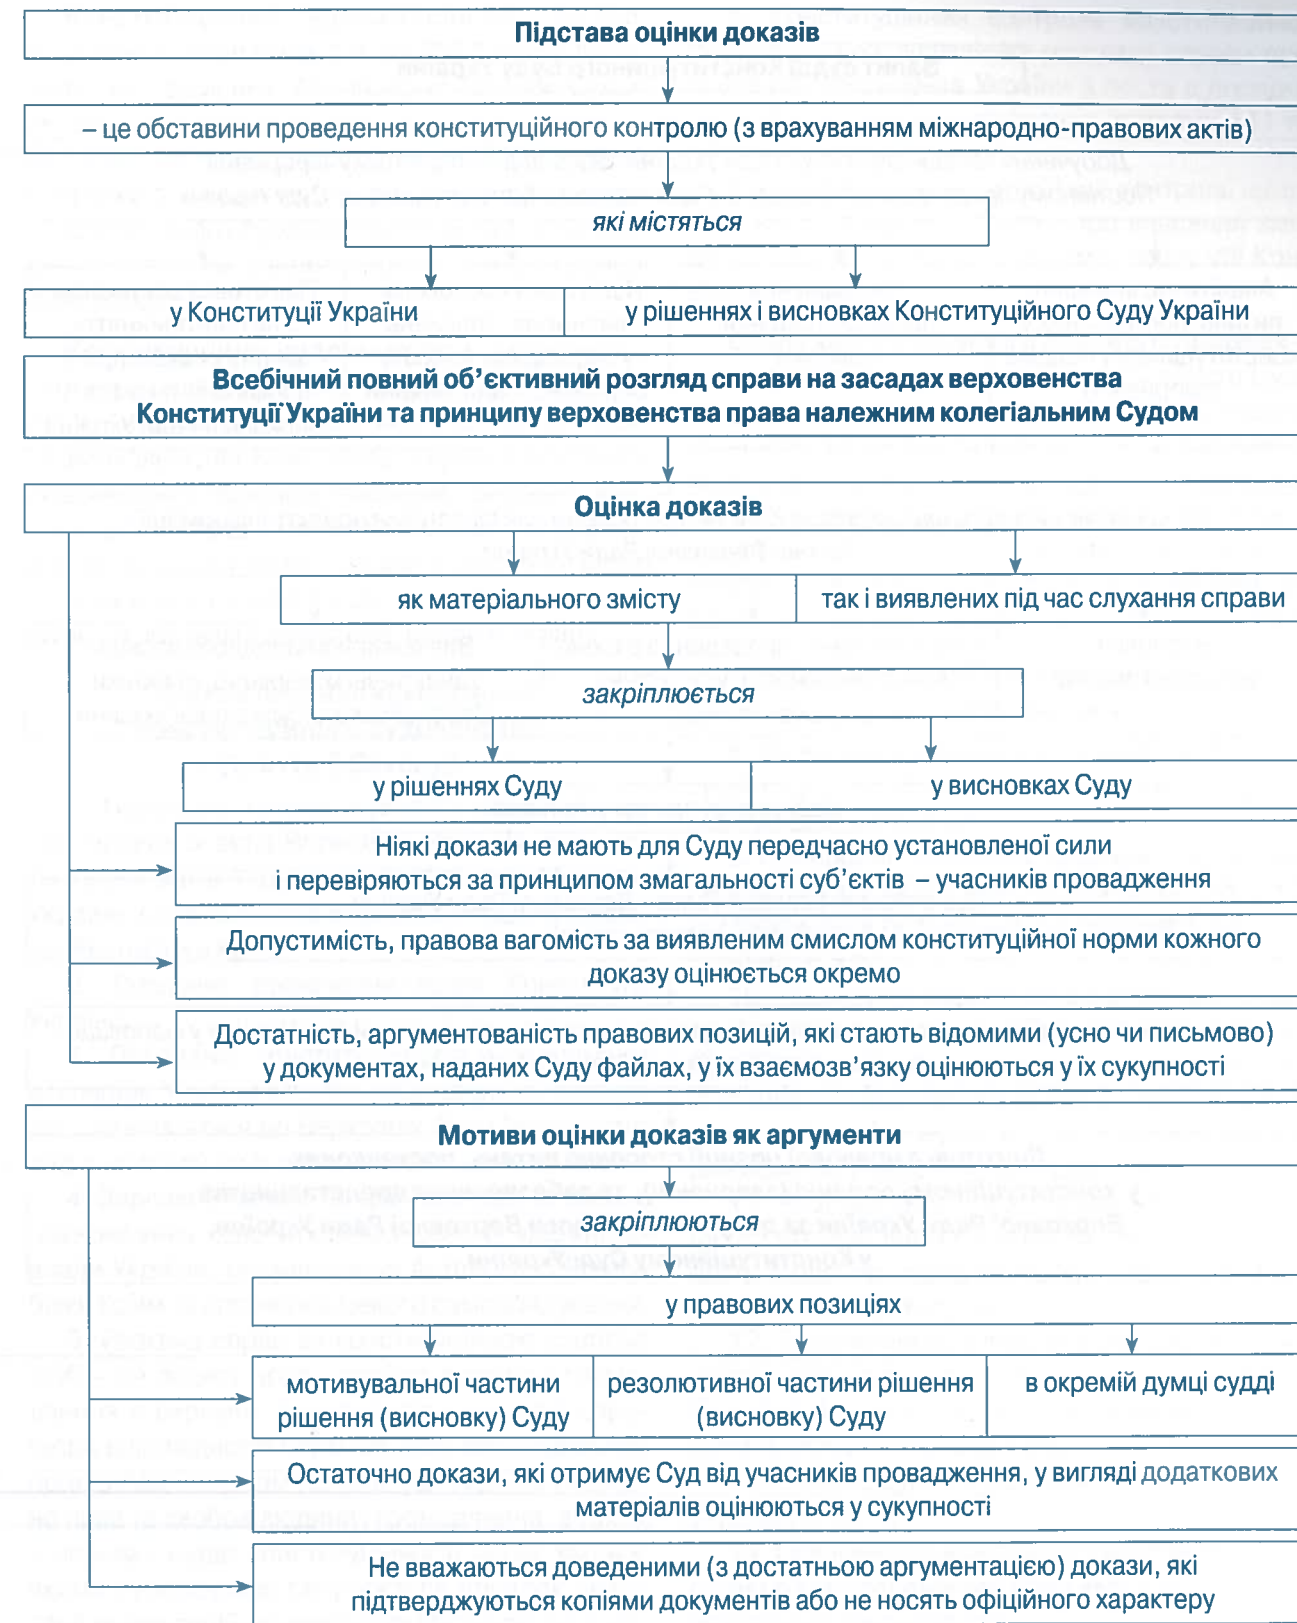 Підстава оцінки доказів
– це обставини проведення конституційного контролю (з врахуванням міжнародно-правових актів)
які містяться
у Конституції України
у рішеннях і висновках Конституційного Суду України
Всебічний повний об’єктивний розгляд справи на засадах верховенства
Конституції України та принципу верховенства права належним колегіальним Судом
Оцінка доказів
як матеріального змісту
так і виявлених під час слухання справи
закріплюється
у рішеннях Суду
у висновках Суду
Ніякі докази не мають для Суду передчасно установленої сили
і перевіряються за принципом змагальності суб’єктів – учасників провадження
Допустимість, правова вагомість за виявленим смислом конституційної норми кожного
доказу оцінюється окремо
Достатність, аргументованість правових позицій, які стають відомими (усно чи письмово)
у документах, наданих Суду файлах, у їх взаємозв’язку оцінюються у їх сукупності
Мотиви оцінки доказів як аргументи
закріплюються
у правових позиціях
мотивувальної частини
рішення (висновку) Суду
резолютивної частини рішення
(висновку) Суду
в окремій думці судді
Остаточно докази, які отримує Суд від учасників провадження, у вигляді додаткових
матеріалів оцінюються у сукупності
Не вважаються доведеними (з достатньою аргументацією) докази, які
підтверджуються копіями документів або не носять офіційного характеру